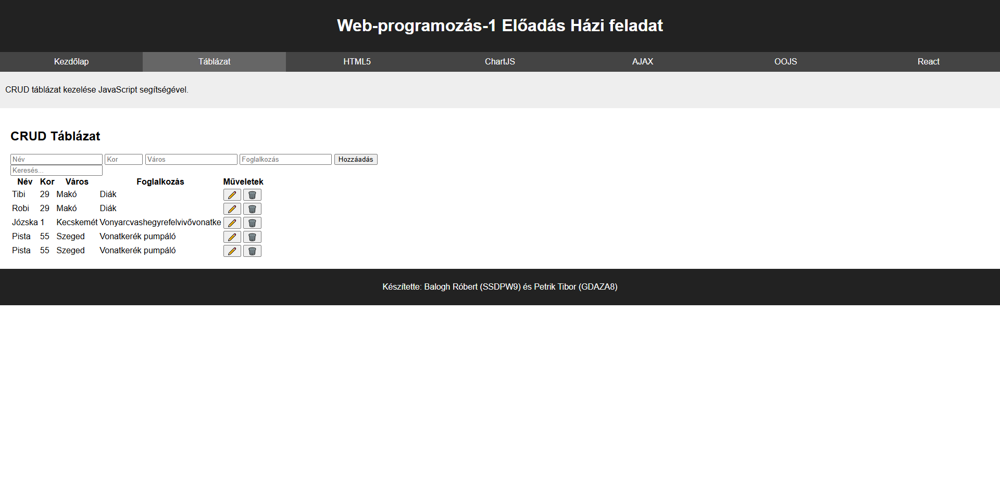 Web-programozás-1 Előadás Házi feladat
Kezdőlap Táblázat HTML5 ChartJS AJAX OOJS React
CRUD táblázat kezelése JavaScript segítségével.
CRUD Táblázat
Név Kor Város Foglalkozás Hozzáadás
Keresés...
Név Kor Város Foglalkozás Műveletek
Tibi 29 Makó Diák
Robi 29 Makó Diák
Józska 1 Kecskemét Vonyarcvashegyrefelvivővonatke
Pista 55 Szeged Vonatkerék pumpáló
Pista 55 Szeged Vonatkerék pumpáló
Készítette: Balogh Róbert (SSDPW9) és Petrik Tibor (GDAZA8)